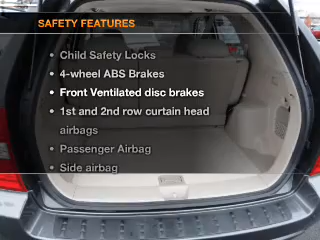 SAFETY FEATURES
• Child Safety Locks
• 4-wheel ABS Brakes
• Front Ventilated disc brakes
• 1st and 2nd row curtain head
airbags
• Passenger Airbag
• Side airbag